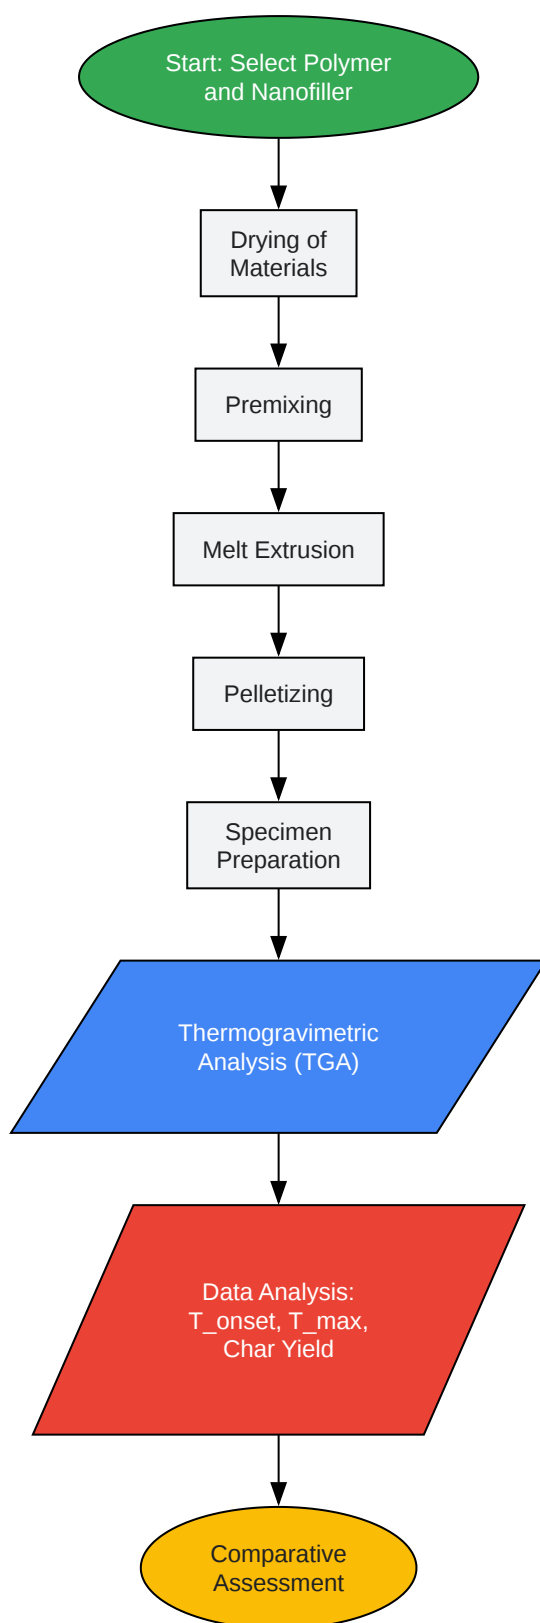 Start: Select Polymer
and Nanofiller
Drying of
Materials
Premixing
Melt Extrusion
Pelletizing
Specimen
Preparation
Thermogravimetric
Analysis (TGA)
Data Analysis:
T_onset, T_max,
Char Yield
Comparative
Assessment